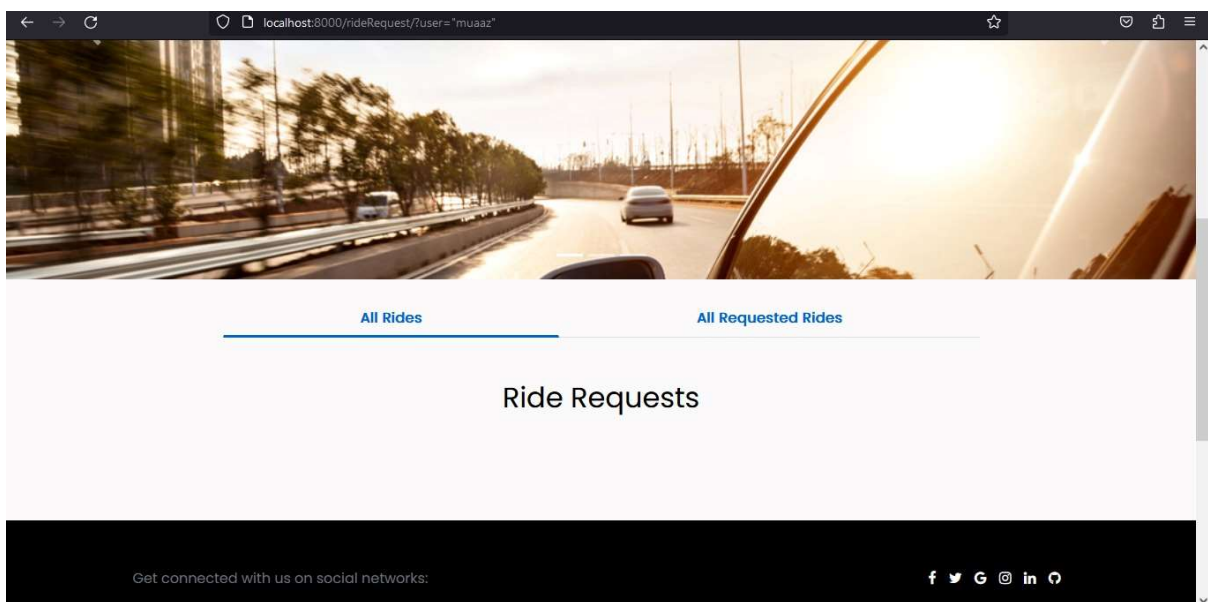 localhost:8000/rideRequest/?user="muaaz"
All Rides
All Requested Rides
Ride Requests
Get connected with us on social networks: